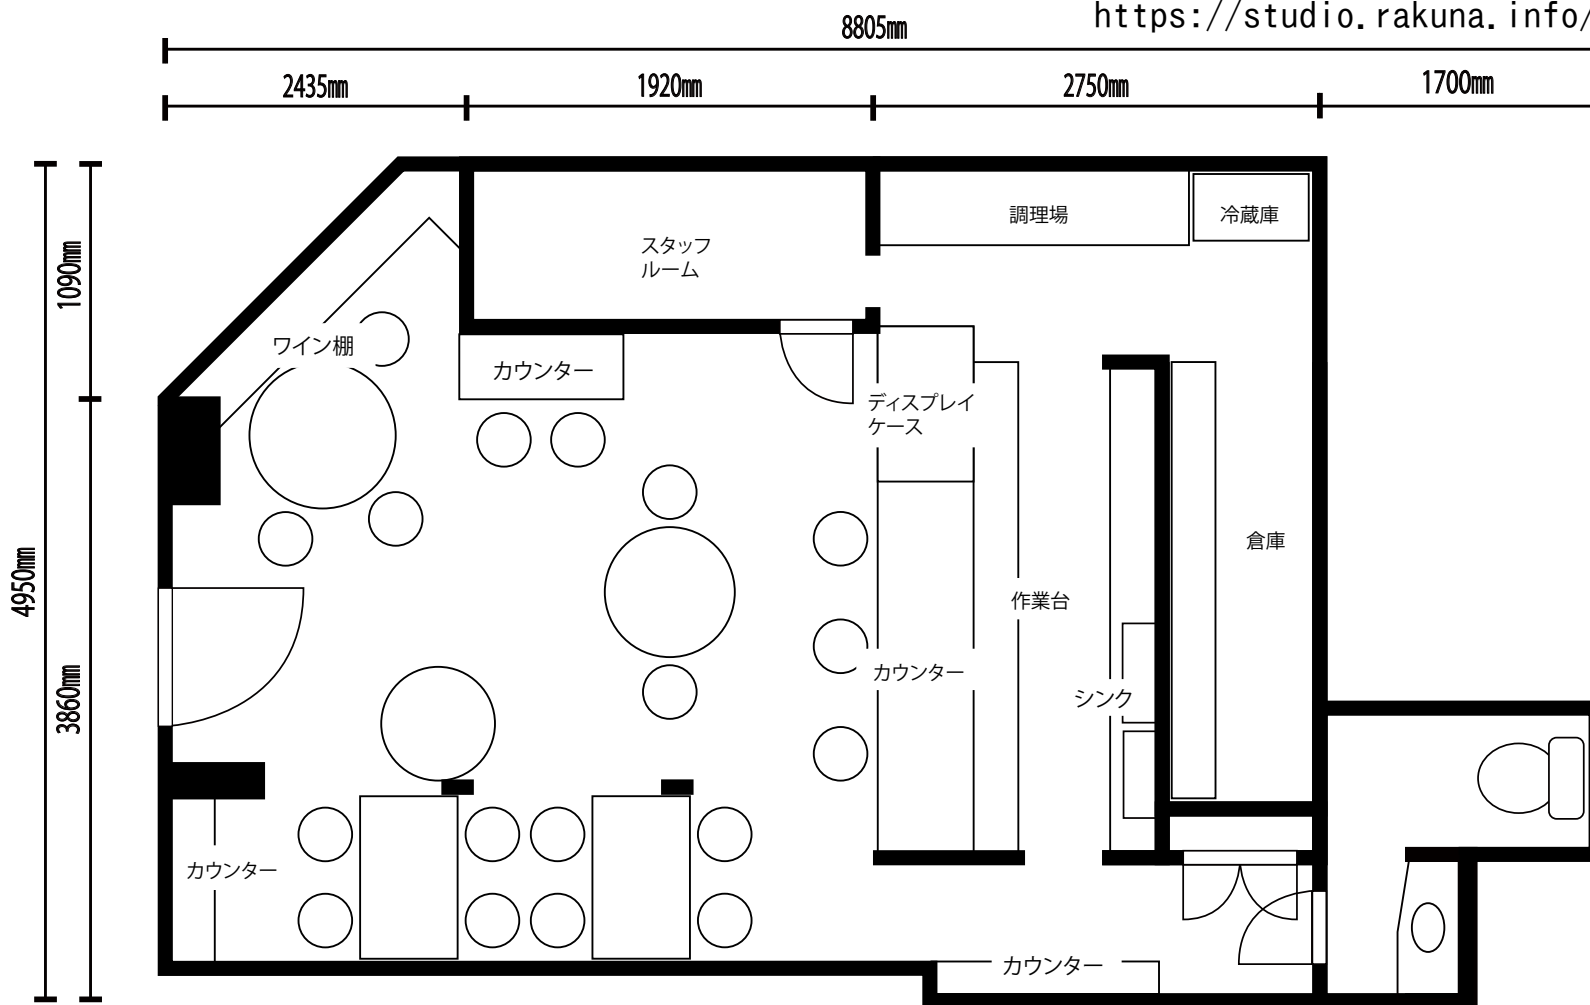 https://studio.rakuna.info/
8805mm
2435mm
1920mm
2750mm
1700mm
4950mm
1090mm
3860mm
スタッフ
ルーム
調理場
冷蔵庫
ワイン棚
カウンター
ディスプレイ
ケース
倉庫
作業台
カウンター
シンク
カウンター
カウンター